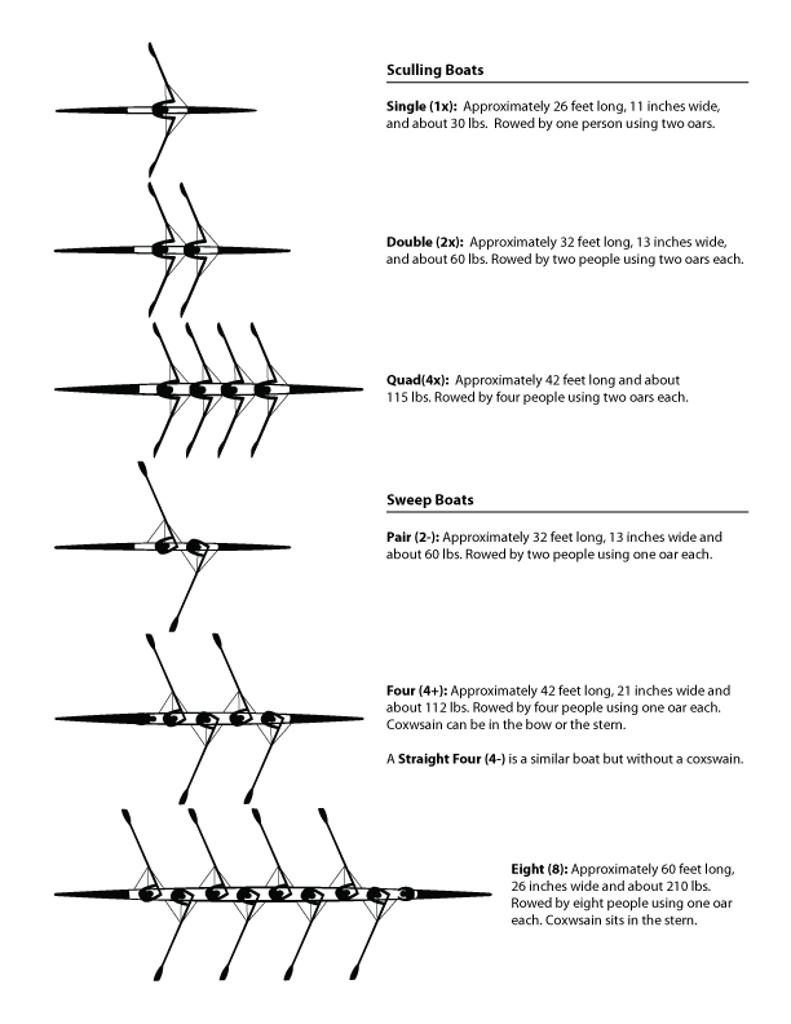 Sculling Boats
Single (1x):  Approximately 26 feet long, 11 inches wide,
and about 30 lbs.  Rowed by one person using two oars.
Double (2x):  Approximately 32 feet long, 13 inches wide,
and about 60 lbs. Rowed by two people using two oars each.
Quad(4x):  Approximately 42 feet long and about
115 lbs. Rowed by four people using two oars each.
Sweep Boats
Pair (2-): Approximately 32 feet long, 13 inches wide and
about 60 lbs. Rowed by two people using one oar each.
Four (4+): Approximately 42 feet long, 21 inches wide and
about 112 lbs. Rowed by four people using one oar each.
Coxwsain can be in the bow or the stern.
A Straight Four (4-) is a similar boat but without a coxswain.
Eight (8): Approximately 60 feet long,
26 inches wide and about 210 lbs.
Rowed by eight people using one oar
each. Coxwsain sits in the stern.